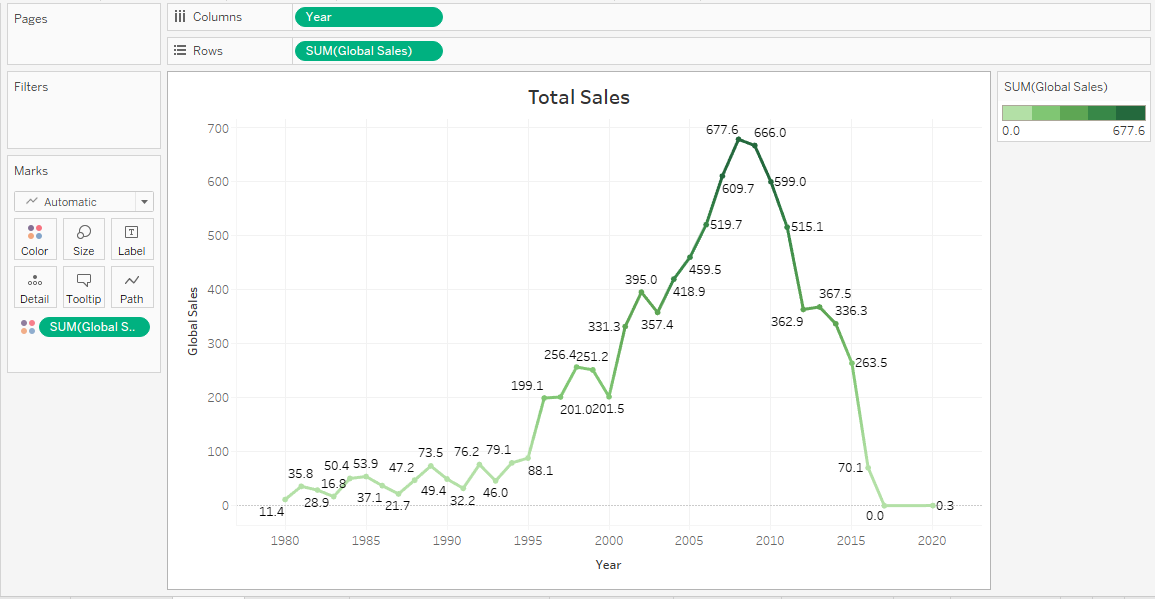 Pages
Columns
Year
Rows
SUM(Global Sales)
Filters
Marks
Automatic
Color
Size
Label
Detail
Tooltip
Path
SUM(Global S..
Total Sales
Global Sales
700
600
500
400
300
200
100
0
11.4
35.8
28.9
16.8
50.4
53.9
37.1
21.7
47.2
73.5
49.4
32.2
76.2
46.0
79.1
88.1
199.1
201.0
256.4
251.2
201.5
331.3
395.0
357.4
418.9
459.5
519.7
609.7
677.6
666.0
599.0
515.1
362.9
367.5
336.3
263.5
70.1
0.0
0.3
1980 1985 1990 1995 2000 2005 2010 2015 2020
Year
SUM(Global Sales)
0.0 677.6